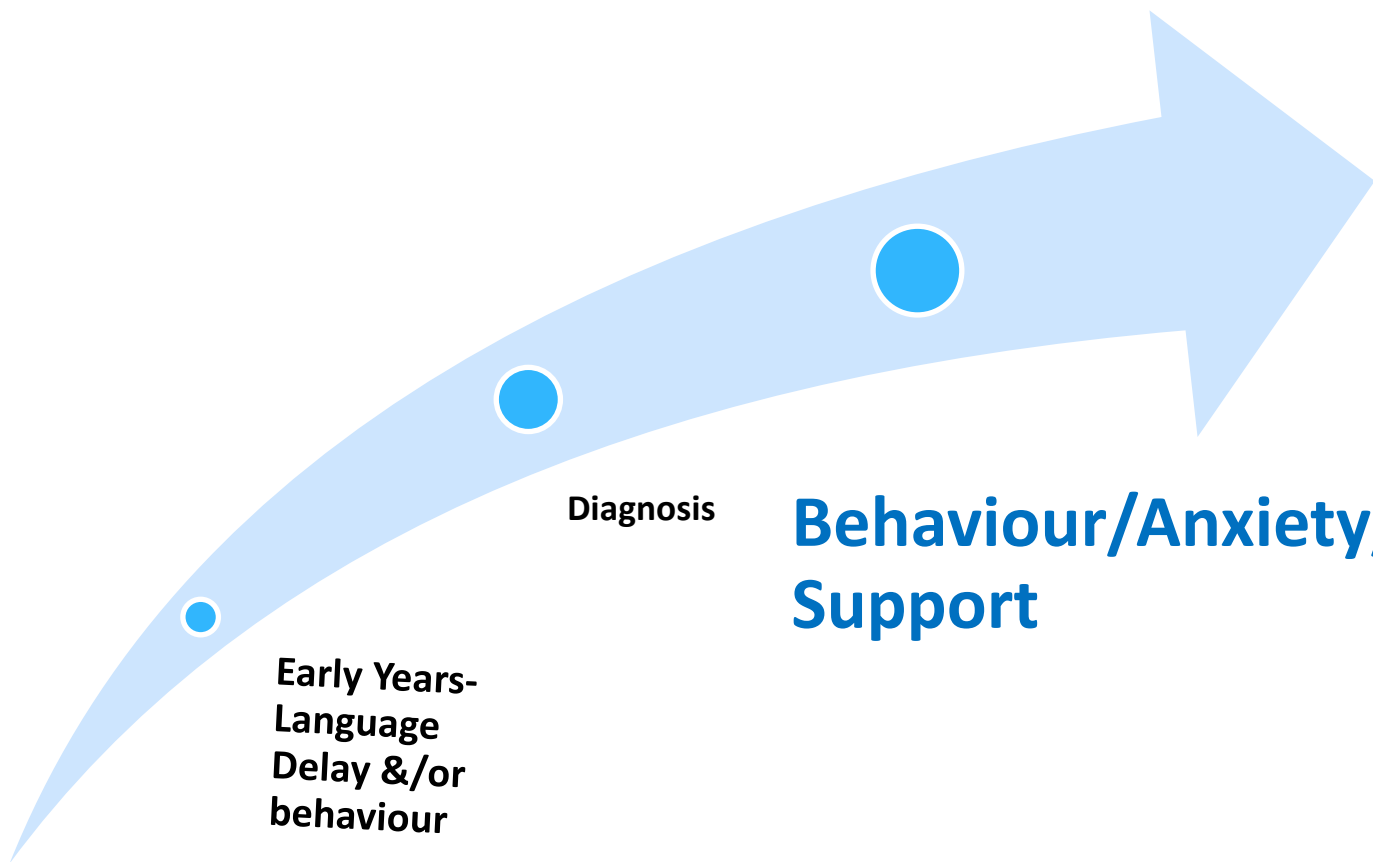 Early Years-
Language
Delay &/or
behaviour
Diagnosis
Behaviour/Anxiety/
Support